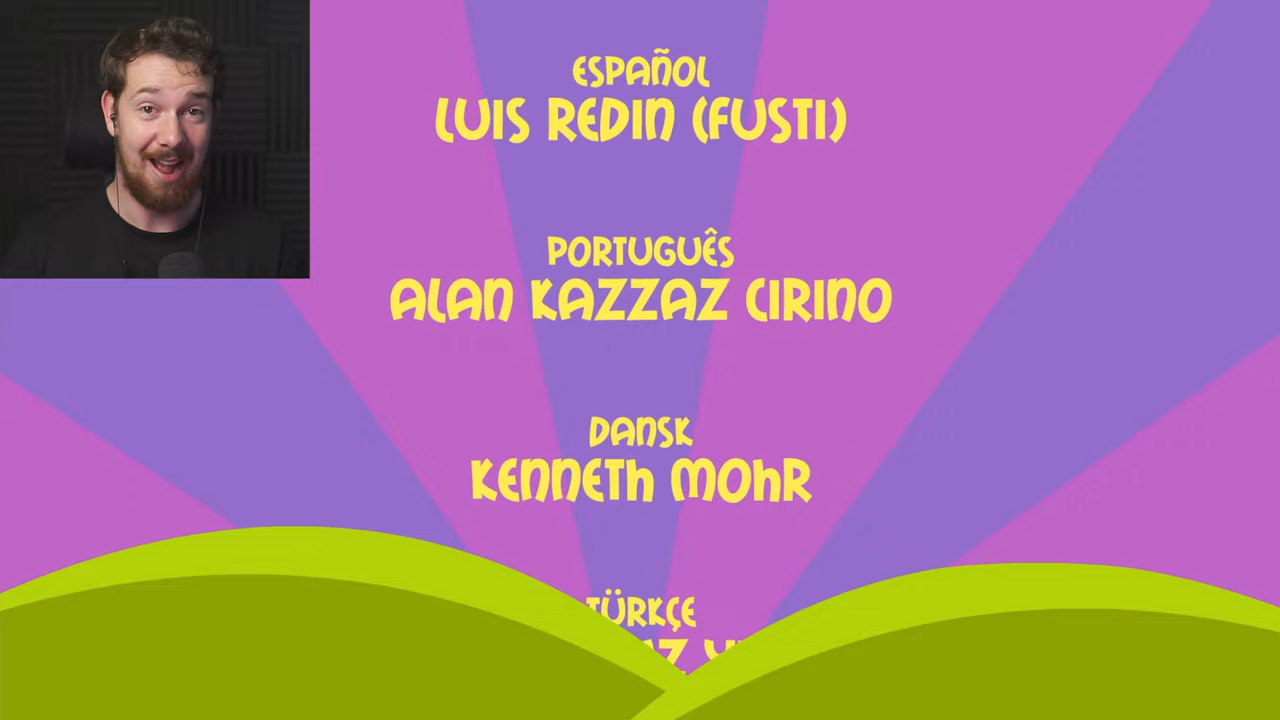 ESPAÑOL
LUIS REDIN (FUSTI)
PORTUGUÊS
ALAN KAZZAZ CIRINO
DANSK
KENNETH MOHR
TÜRKÇE